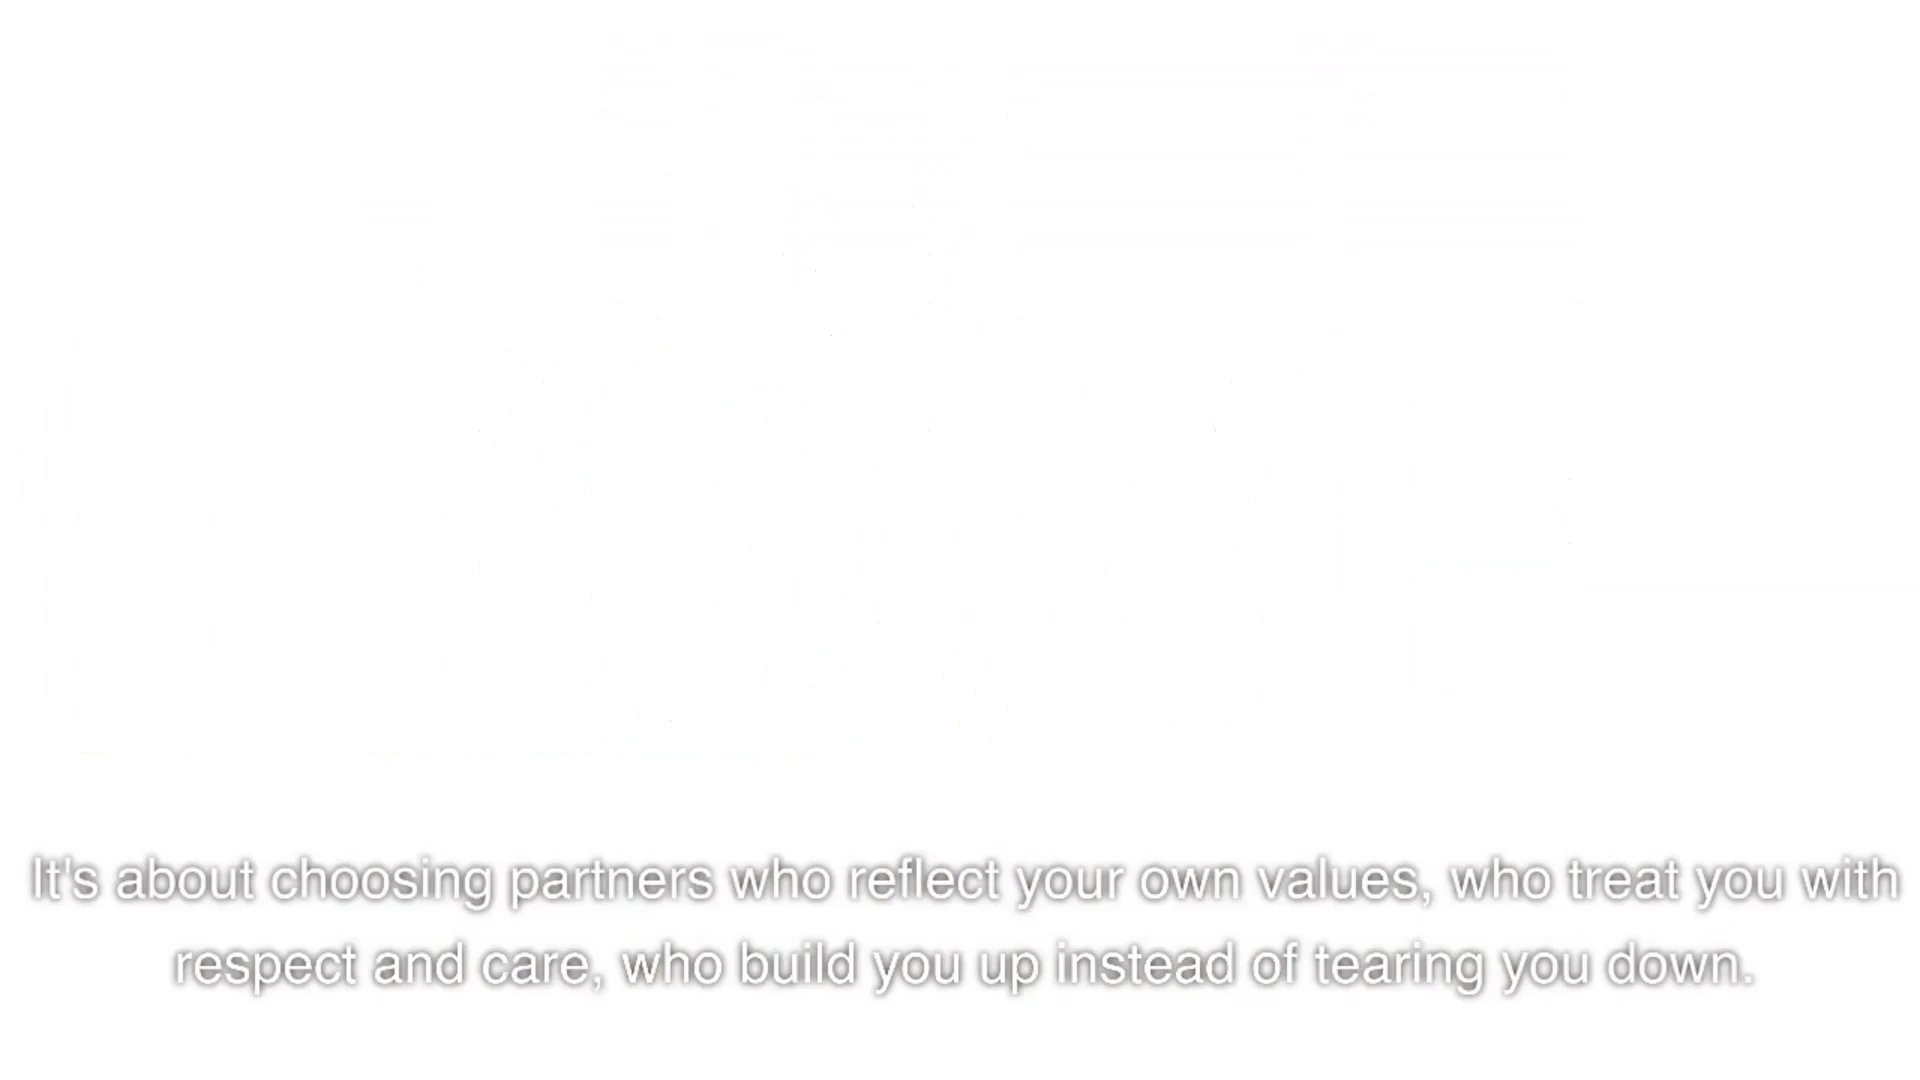 It's about choosing partners who reflect your own values, who treat you with
respect and care, who build you up instead of tearing you down.